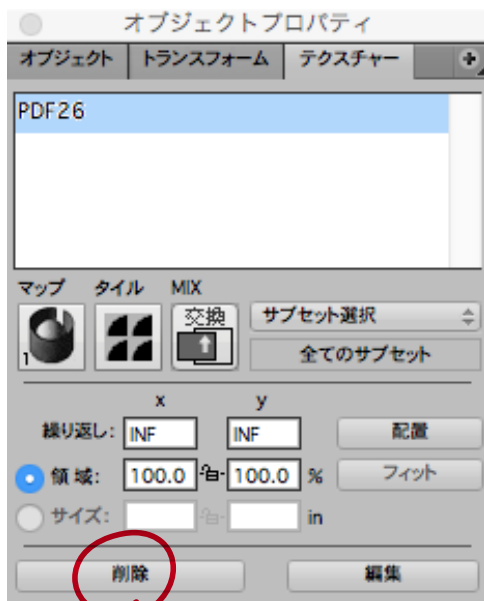 オブジェクトプロパティ
オブジェクト トランスフォーム テクスチャー
PDF26
マップ タイル MIX
1 交換 サブセット選択
全てのサブセット
x y
繰り返し: INF INF 配置
領域: 100.0 100.0 % フィット
サイズ: in
削除 編集